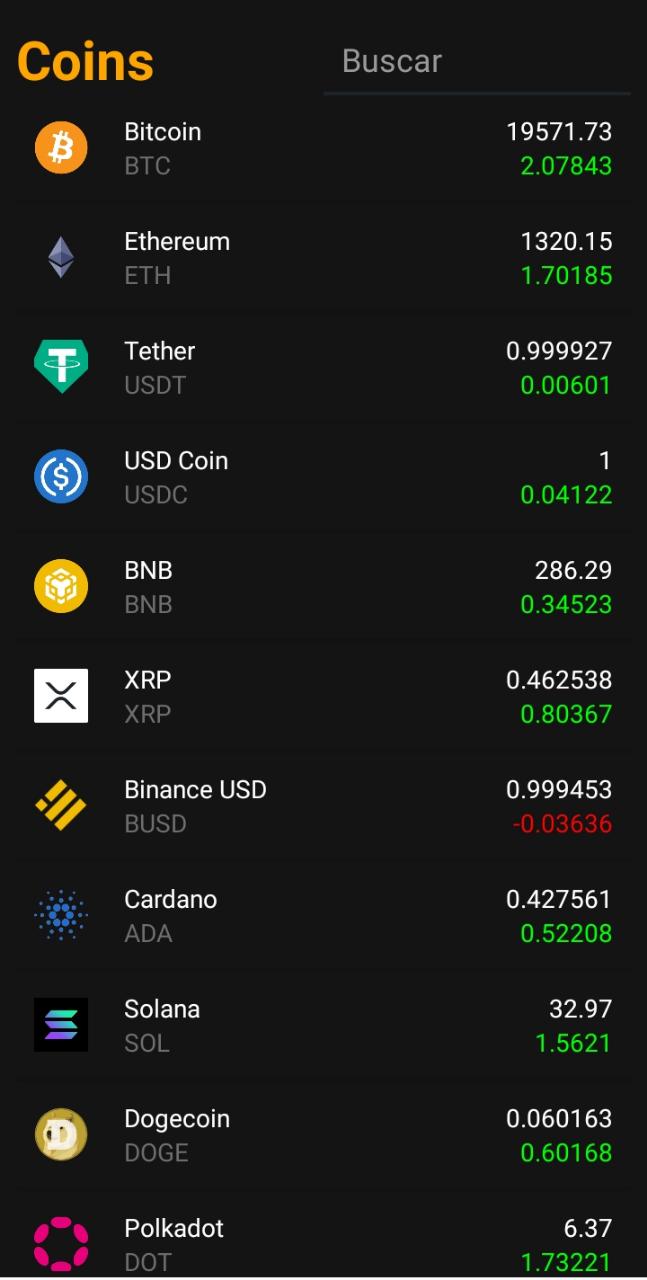 Coins
Buscar
Bitcoin 19571.73
BTC 2.07843
Ethereum 1320.15
ETH 1.70185
Tether 0.999927
USDT 0.00601
USD Coin 1
USDC 0.04122
BNB 286.29
BNB 0.34523
XRP 0.462538
XRP 0.80367
Binance USD 0.999453
BUSD -0.03636
Cardano 0.427561
ADA 0.52208
Solana 32.97
SOL 1.5621
Dogecoin 0.060163
DOGE 0.60168
Polkadot 6.37
DOT 1.73221